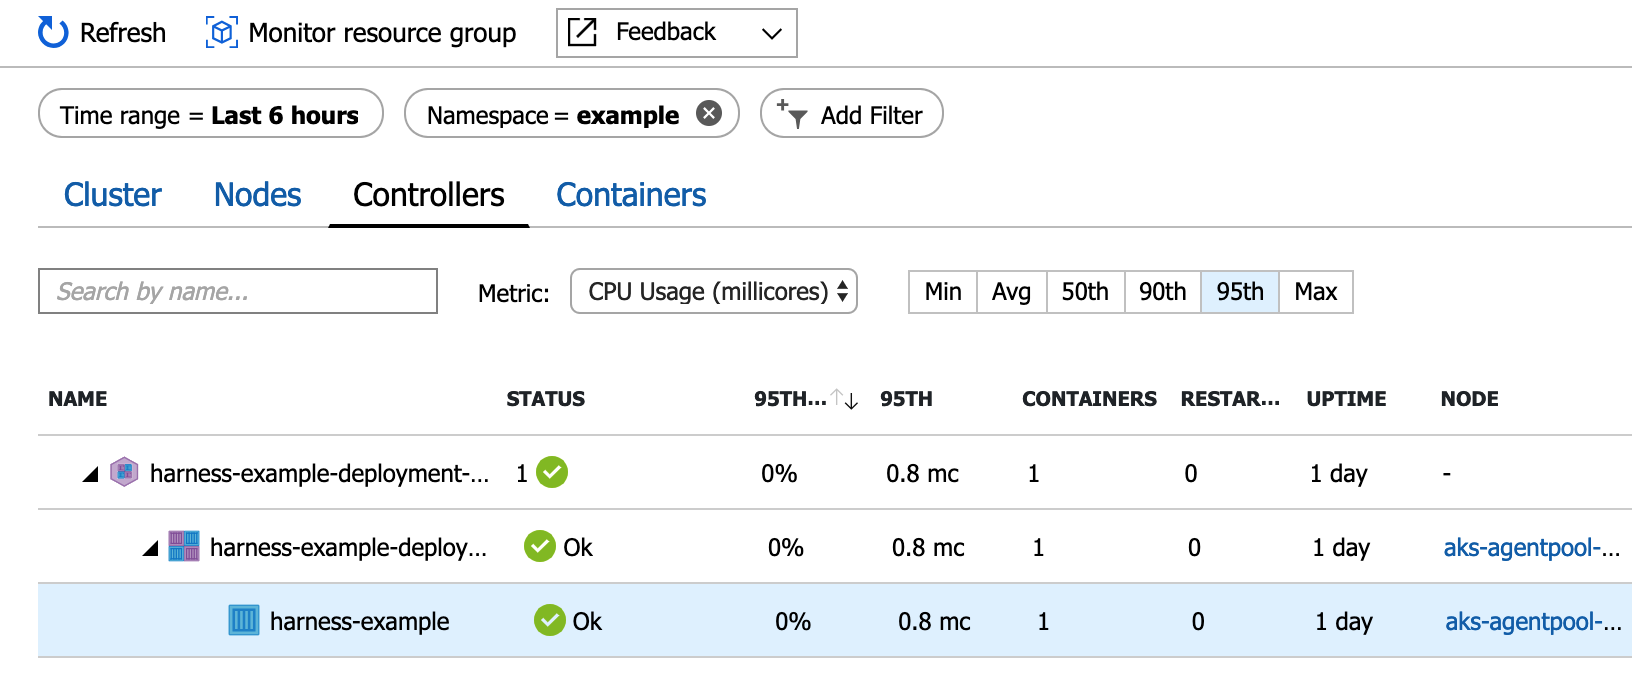 Refresh Monitor resource group Feedback
Time range = Last 6 hours Namespace = example Add Filter
Cluster Nodes Controllers Containers
Search by name... Metric: CPU Usage (millicores) Min Avg 50th 90th 95th Max
NAME STATUS 95TH... 95TH CONTAINERS RESTAR... UPTIME NODE
harness-example-deployment-... 1 0% 0.8 mc 1 0 1 day -
harness-example-deploy... Ok 0% 0.8 mc 1 0 1 day aks-agentpool-...
harness-example Ok 0% 0.8 mc 1 0 1 day aks-agentpool-...